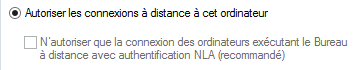 Autoriser les connexions à distance à cet ordinateur
N'autoriser que la connexion des ordinateurs exécutant le Bureau
à distance avec authentification NLA (recommandé)